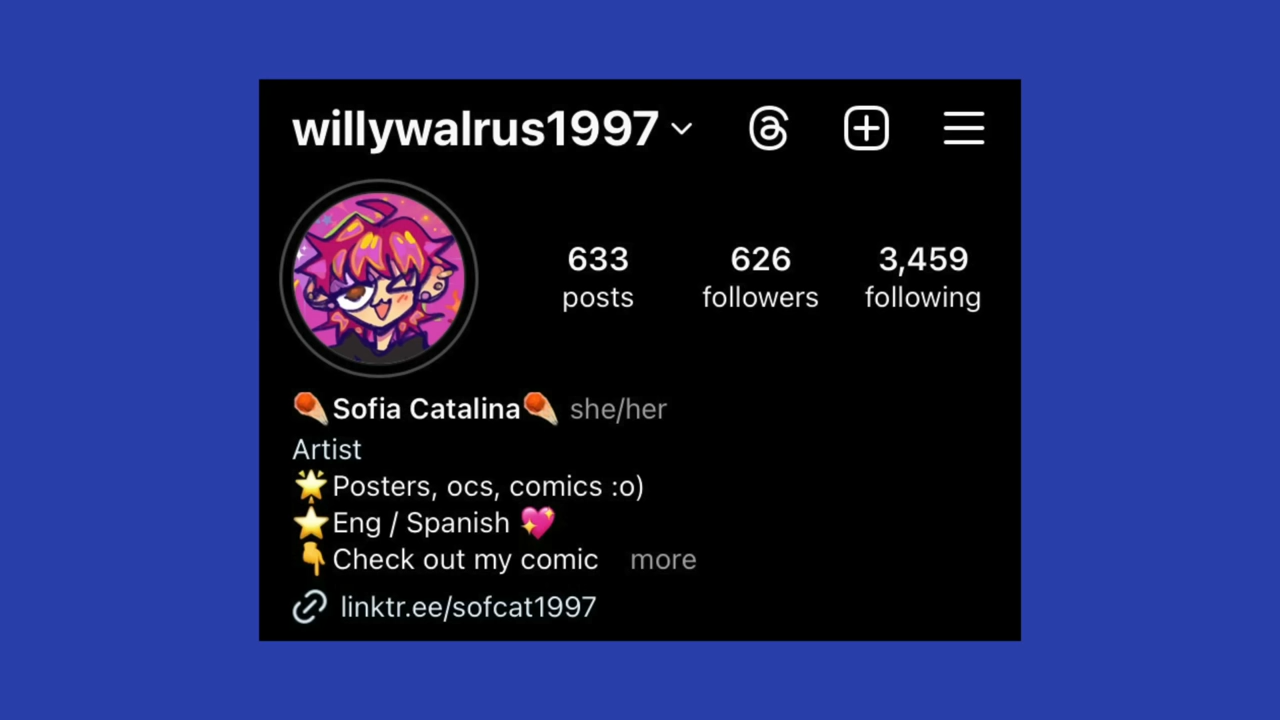 willywalrus1997
633 626 3,459
posts followers following
☄️Sofia Catalina☄️ she/her
Artist
🌟Posters, ocs, comics :o)
⭐Eng / Spanish 💖
👇Check out my comic more
linktr.ee/sofcat1997